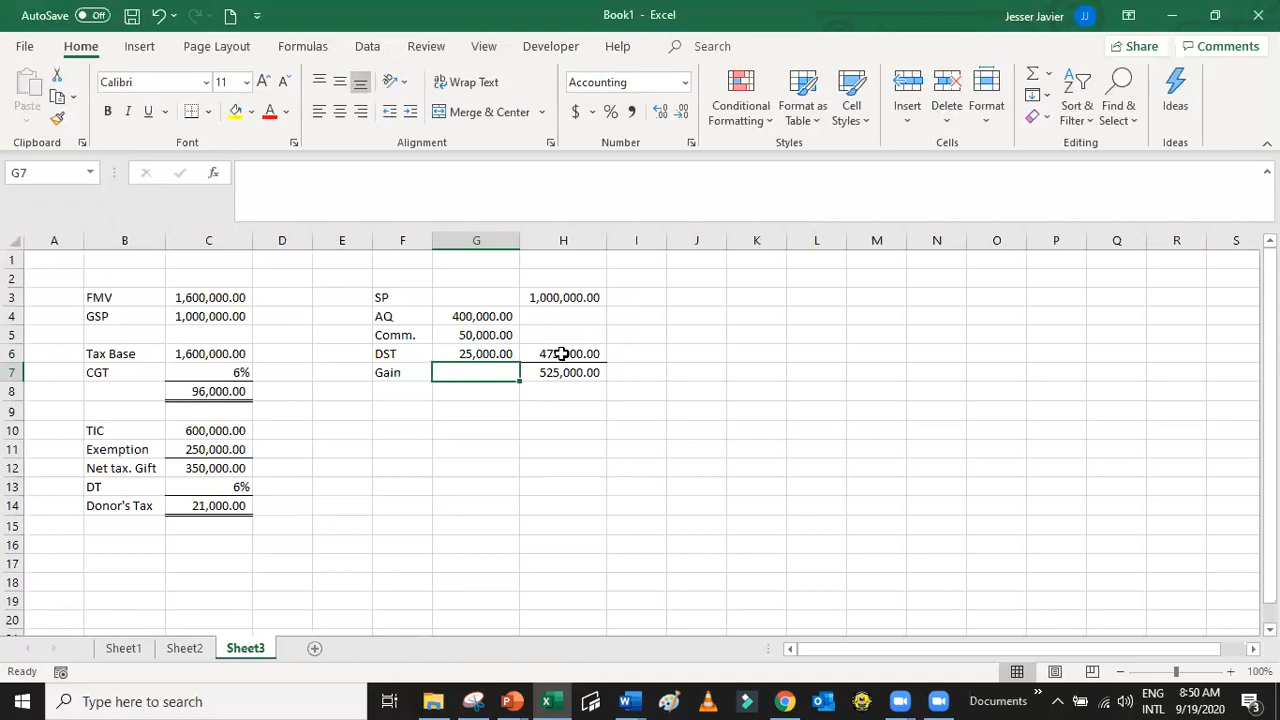 AutoSave Off Book1 - Excel Jesser Javier JJ
File Home Insert Page Layout Formulas Data Review View Developer Help Search Share Comments
Paste Calibri 11 Wrap Text Accounting Conditional Formatting Format as Table Cell Styles Insert Delete Format Sort & Filter Find & Select Ideas
B I U Merge & Center $ %
Clipboard Font Alignment Number Styles Cells Editing Ideas
G7 fx
A B C D E F G H I J K L M N O P Q R S
1
2
3 FMV 1,600,000.00 SP 1,000,000.00
4 GSP 1,000,000.00 AQ 400,000.00
5 Comm. 50,000.00
6 Tax Base 1,600,000.00 DST 25,000.00 475,000.00
7 CGT 6% Gain 525,000.00
8 96,000.00
9
10 TIC 600,000.00
11 Exemption 250,000.00
12 Net tax. Gift 350,000.00
13 DT 6%
14 Donor's Tax 21,000.00
15
16
17
18
19
20
Sheet1 Sheet2 Sheet3
Ready 100%
Type here to search Documents ENG 8:50 AM
INTL 9/19/2020 3